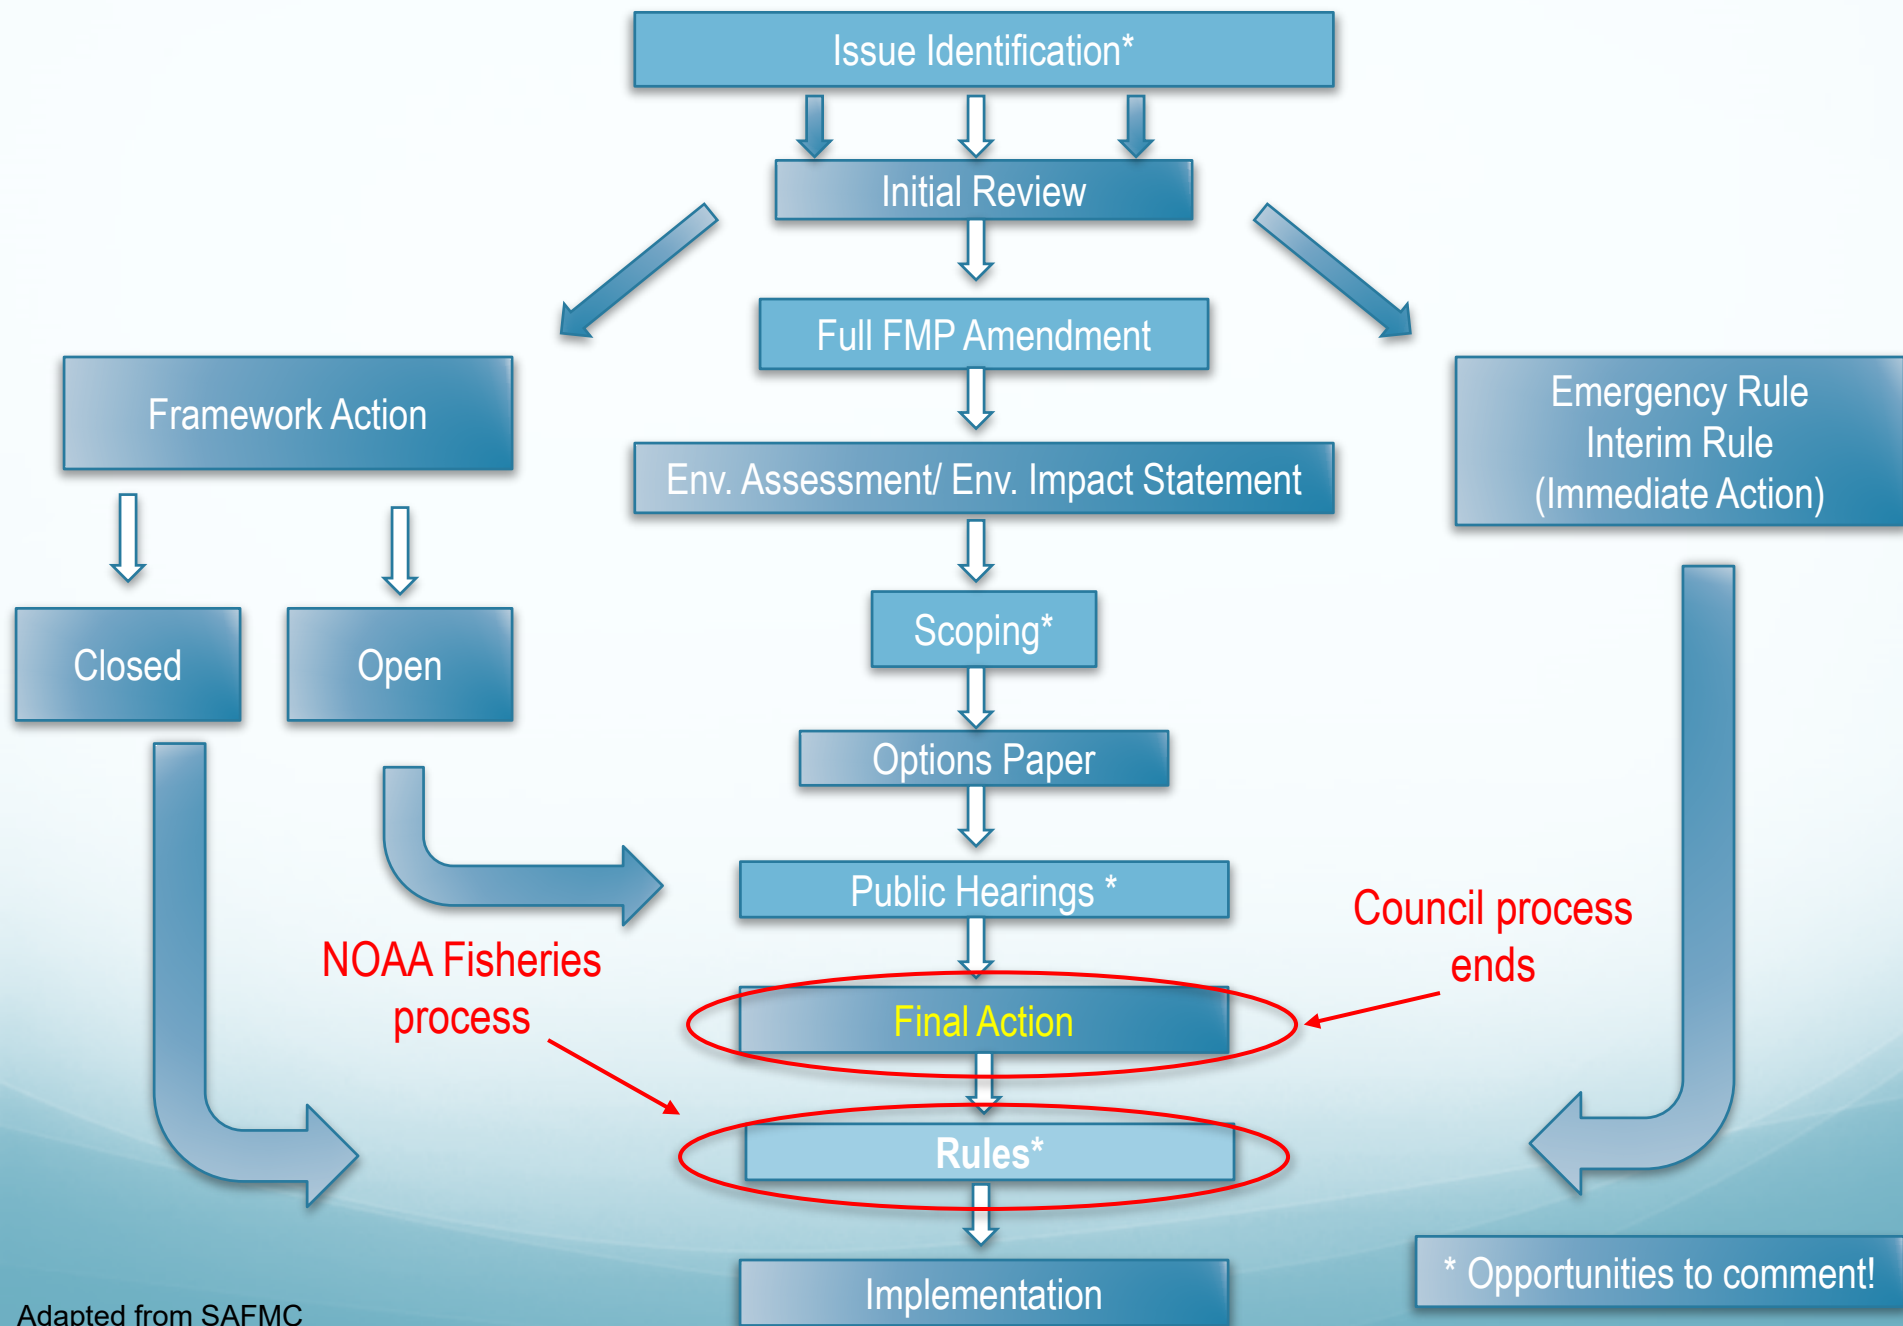 Issue Identification*
Initial Review
Full FMP Amendment
Framework Action
Emergency Rule
Interim Rule
(Immediate Action)
Env. Assessment/ Env. Impact Statement
Closed
Open
Scoping*
Options Paper
Public Hearings *
Council process
ends
NOAA Fisheries
process
Final Action
Rules*
* Opportunities to comment!
Implementation
Adapted from SAFMC